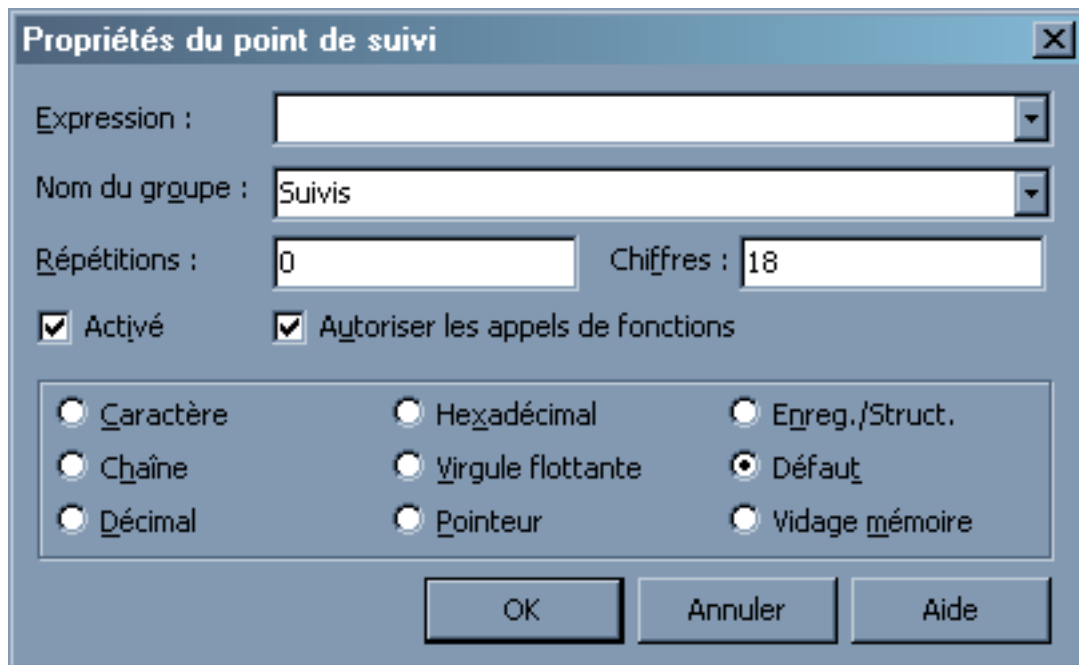 Propriétés du point de suivi
Expression :
Nom du groupe : Suivis
Répétitions : 0 Chiffres : 18
Activé Autoriser les appels de fonctions
Caractère Hexadécimal Enreg./Struct.
Chaîne Virgule flottante Défaut
Décimal Pointeur Vidage mémoire
OK Annuler Aide